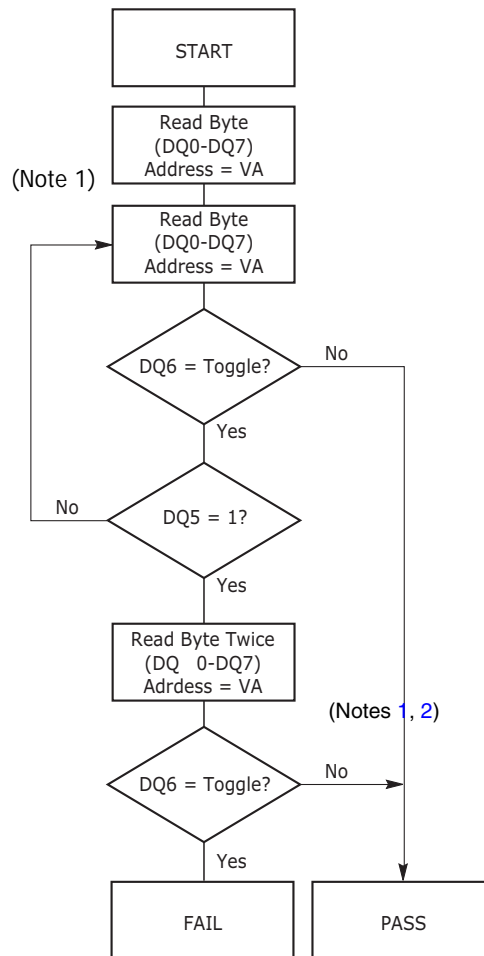 START
Read Byte
(DQ0-DQ7)
Address = VA
(Note 1)
Read Byte
(DQ0-DQ7)
Address = VA
DQ6 = Toggle?
No
Yes
No
DQ5 = 1?
Yes
Read Byte Twice
(DQ 0-DQ7)
Adrdess = VA
(Notes 1, 2)
DQ6 = Toggle?
No
Yes
FAIL
PASS